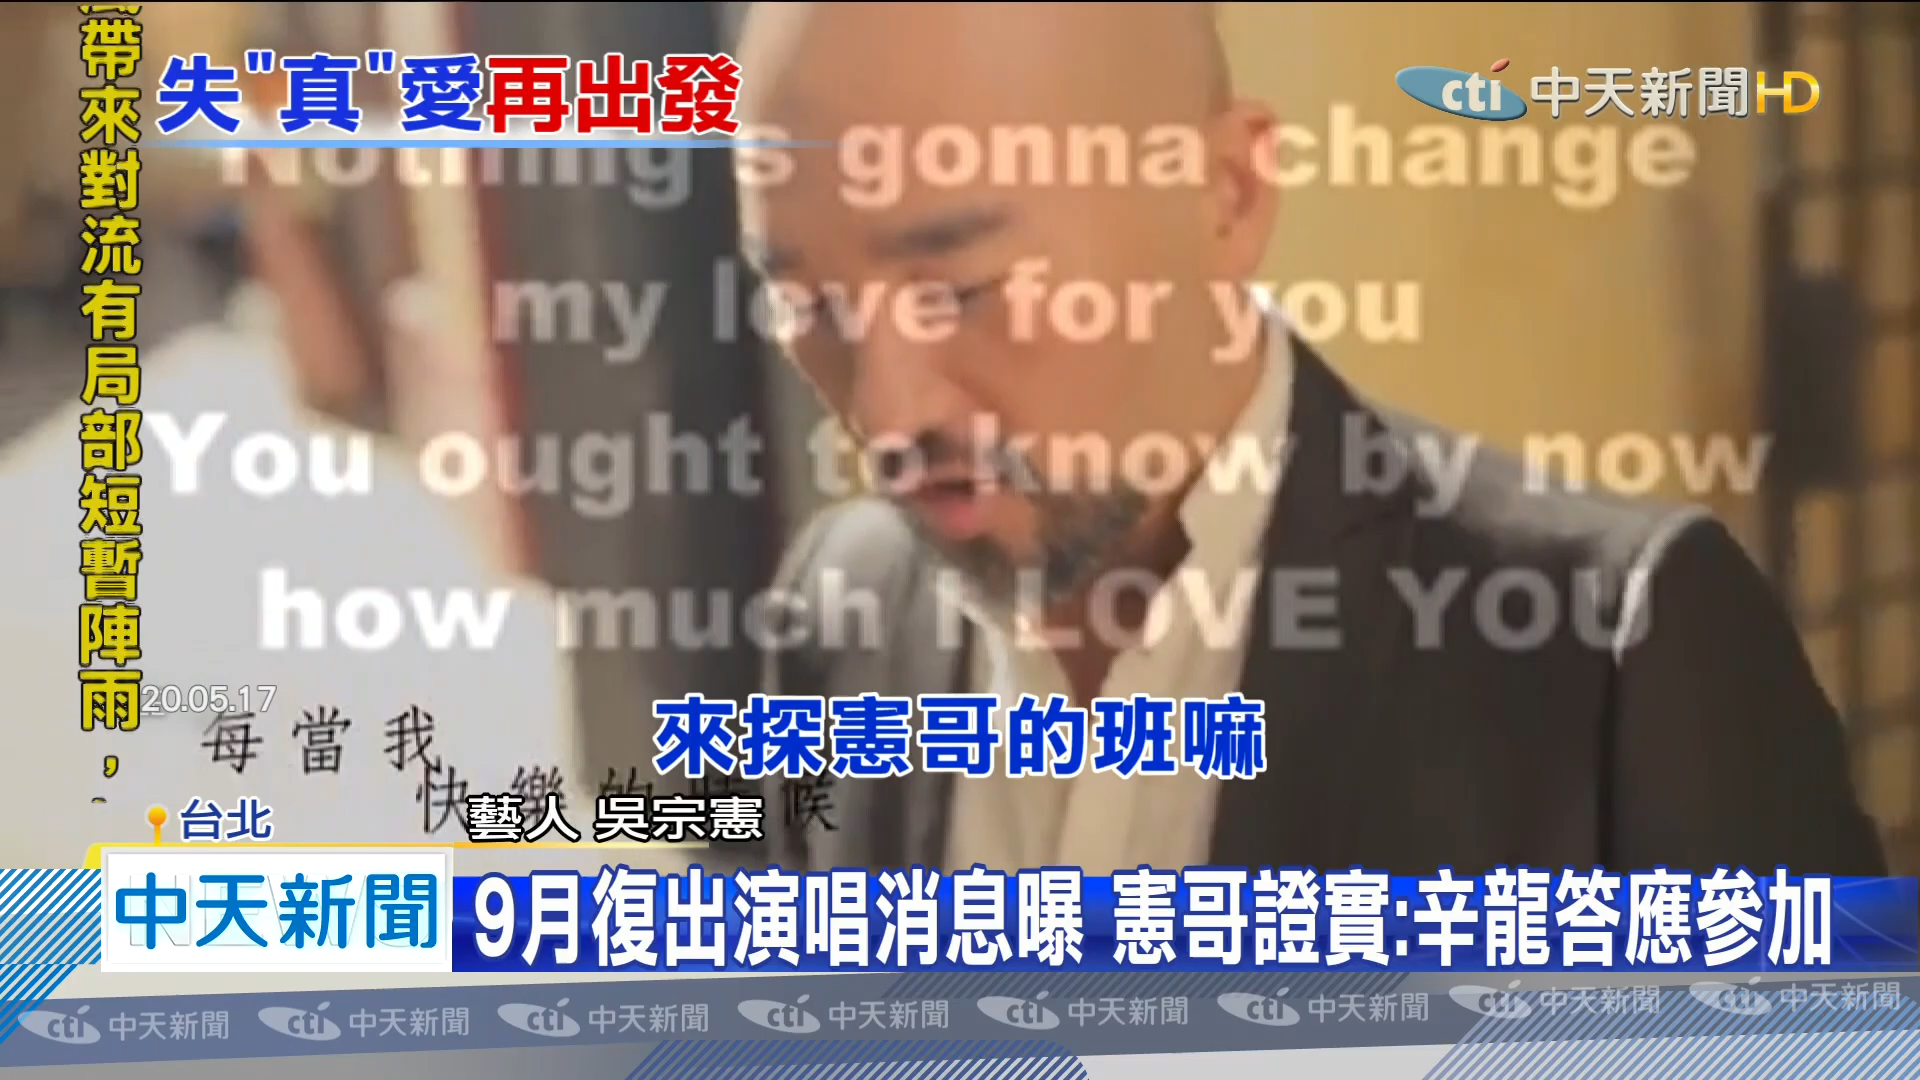 風帶來對流有局部短暫陣雨，
失"真"愛再出發
cti 中天新聞HD
Nothing's gonna change
my love for you
You ought to know by now
how much I LOVE YOU
20.05.17
每當我
快樂的時候
來探憲哥的班嘛
台北
藝人 吳宗憲
中天新聞
9月復出演唱消息曝 憲哥證實:辛龍答應參加
cti 中天新聞 cti 中天新聞 cti 中天新聞 cti 中天新聞 cti 中天新聞 cti 中天新聞 cti 中天新聞 cti 中天新聞